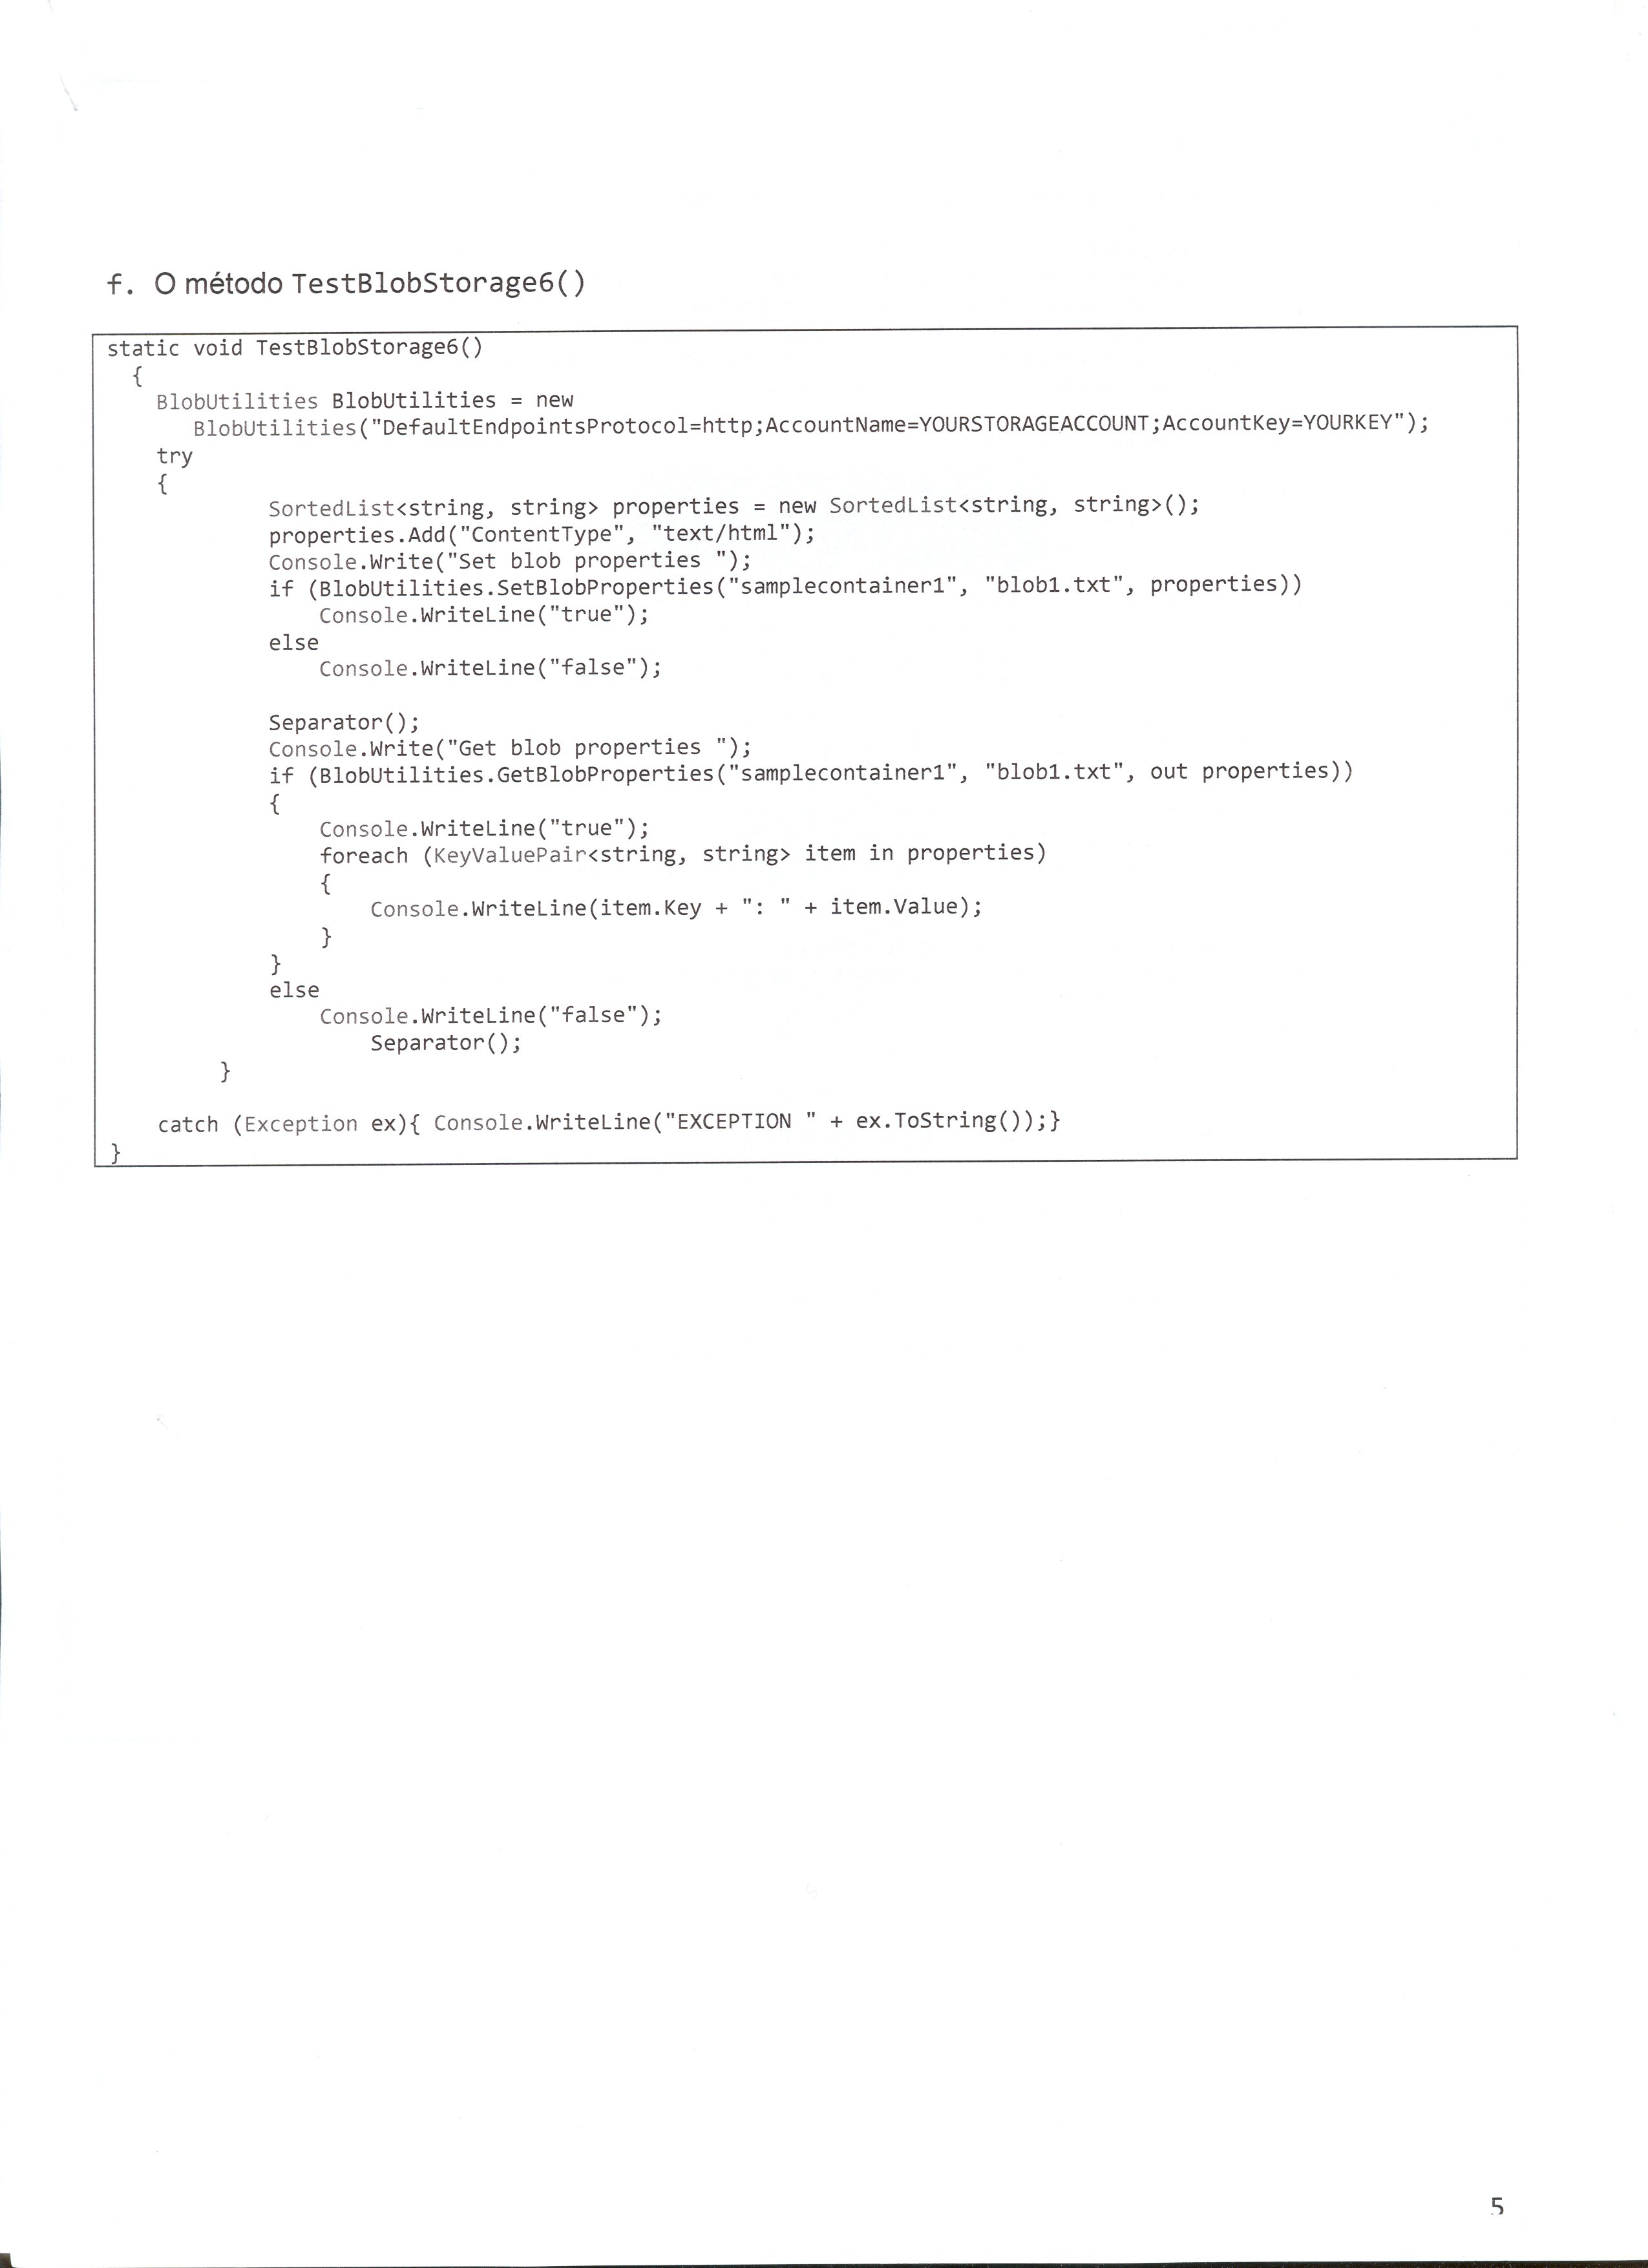 f. O método TestBlobStorage6()
static void TestBlobStorage6()
{
BlobUtilities BlobUtilities = new
BlobUtilities("DefaultEndpointsProtocol=http;AccountName=YOURSTORAGEACCOUNT;AccountKey=YOURKEY");
try
{
SortedList<string, string> properties = new SortedList<string, string>();
properties.Add("ContentType", "text/html");
Console.Write("Set blob properties ");
if (BlobUtilities.SetBlobProperties("samplecontainer1", "blob1.txt", properties))
Console.WriteLine("true");
else
Console.WriteLine("false");
Separator();
Console.Write("Get blob properties ");
if (BlobUtilities.GetBlobProperties("samplecontainer1", "blob1.txt", out properties))
{
Console.WriteLine("true");
foreach (KeyValuePair<string, string> item in properties)
{
Console.WriteLine(item.Key + ": " + item.Value);
}
}
else
Console.WriteLine("false");
Separator();
}
catch (Exception ex){ Console.WriteLine("EXCEPTION " + ex.ToString());}
}
5